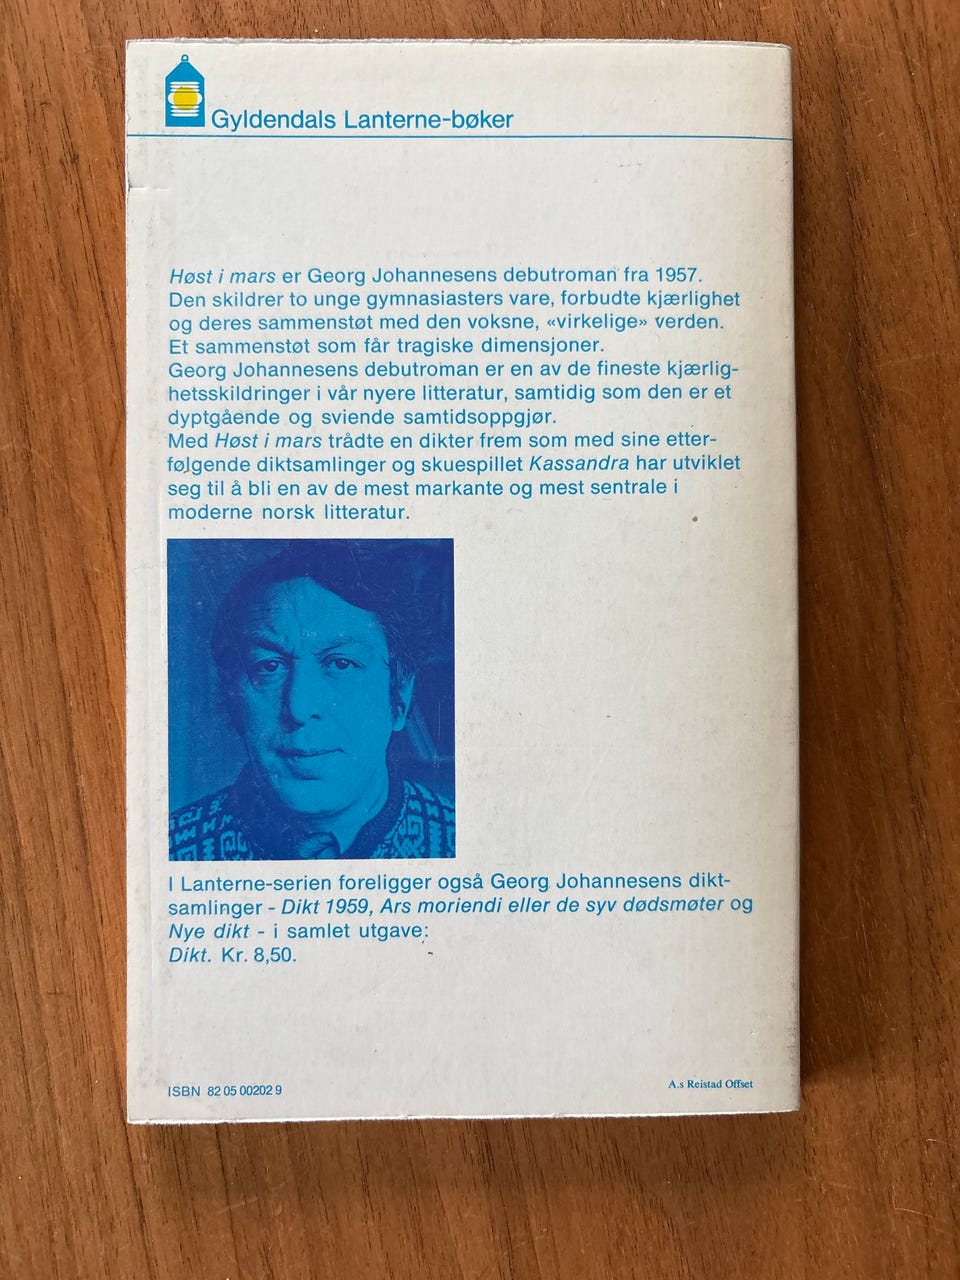 Gyldendals Lanterne-bøker
Høst i mars er Georg Johannesens debutroman fra 1957.
Den skildrer to unge gymnasiasters vare, forbudte kjærlighet
og deres sammenstøt med den voksne, «virkelige» verden.
Et sammenstøt som får tragiske dimensjoner.
Georg Johannesens debutroman er en av de fineste kjærlig-
hetsskildringer i vår nyere litteratur, samtidig som den er et
dyptgående og sviende samtidsoppgjør.
Med Høst i mars trådte en dikter frem som med sine etter-
følgende diktsamlinger og skuespillet Kassandra har utviklet
seg til å bli en av de mest markante og mest sentrale i
moderne norsk litteratur.
I Lanterne-serien foreligger også Georg Johannesens dikt-
samlinger - Dikt 1959, Ars moriendi eller de syv dødsmøter og
Nye dikt - i samlet utgave:
Dikt. Kr. 8,50.
ISBN 82 05 00202 9
A.s Reistad Offset